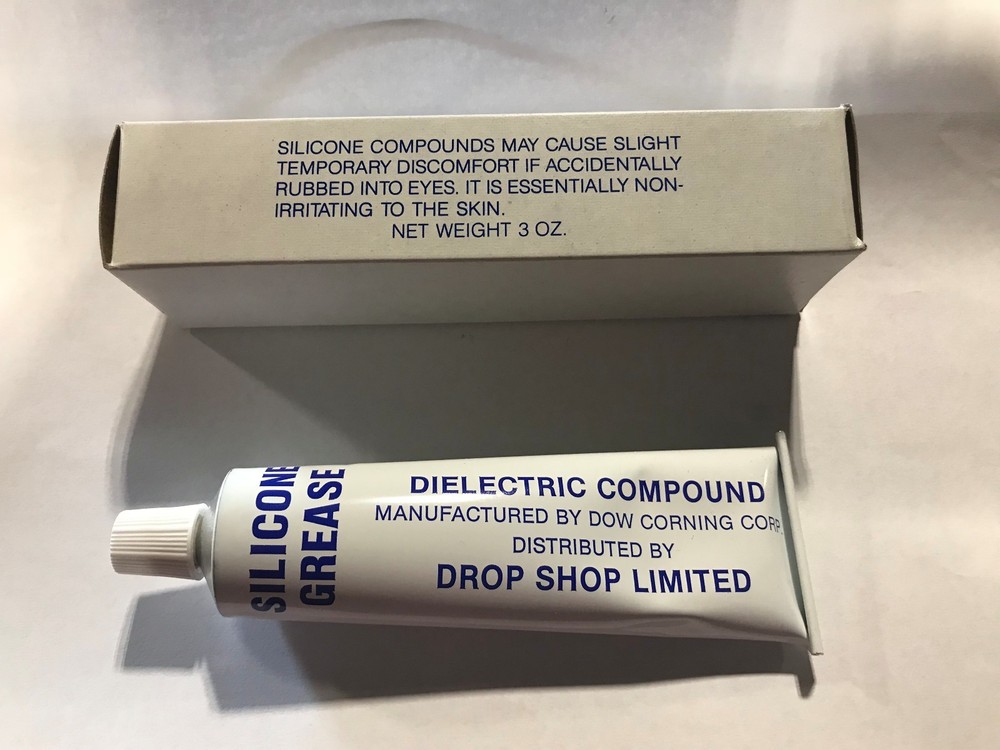 SILICONE COMPOUNDS MAY CAUSE SLIGHT
TEMPORARY DISCOMFORT IF ACCIDENTALLY
RUBBED INTO EYES. IT IS ESSENTIALLY NON-
IRRITATING TO THE SKIN.
NET WEIGHT 3 OZ.
SILICONE
GREASE
DIELECTRIC COMPOUND
MANUFACTURED BY DOW CORNING CORP.
DISTRIBUTED BY
DROP SHOP LIMITED